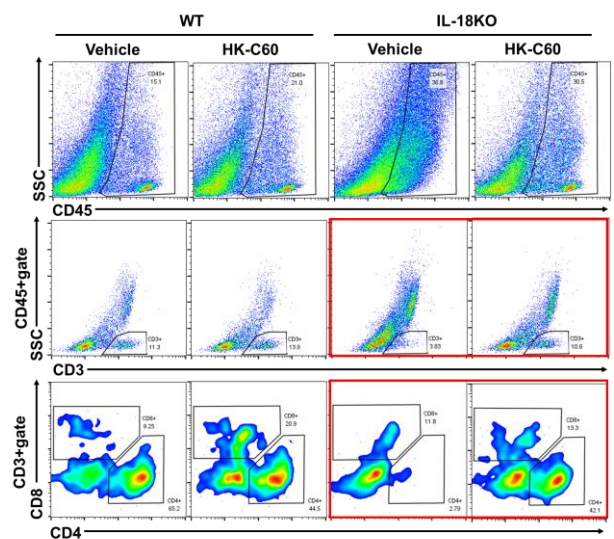 WT IL-18KO
Vehicle HK-C60 Vehicle HK-C60
CD45+ CD45+ CD45+ CD45+
15.1 21.0 36.8 30.5
SSC
CD45
CD45+gate
SSC
CD3+ CD3+ CD3+ CD3+
11.3 13.9 3.83 10.6
CD3
CD3+gate
CD8
CD8+ CD8+ CD8+ CD8+
9.25 20.9 11.8 13.3
CD4+ CD4+ CD4+ CD4+
65.2 44.5 2.79 42.1
CD4